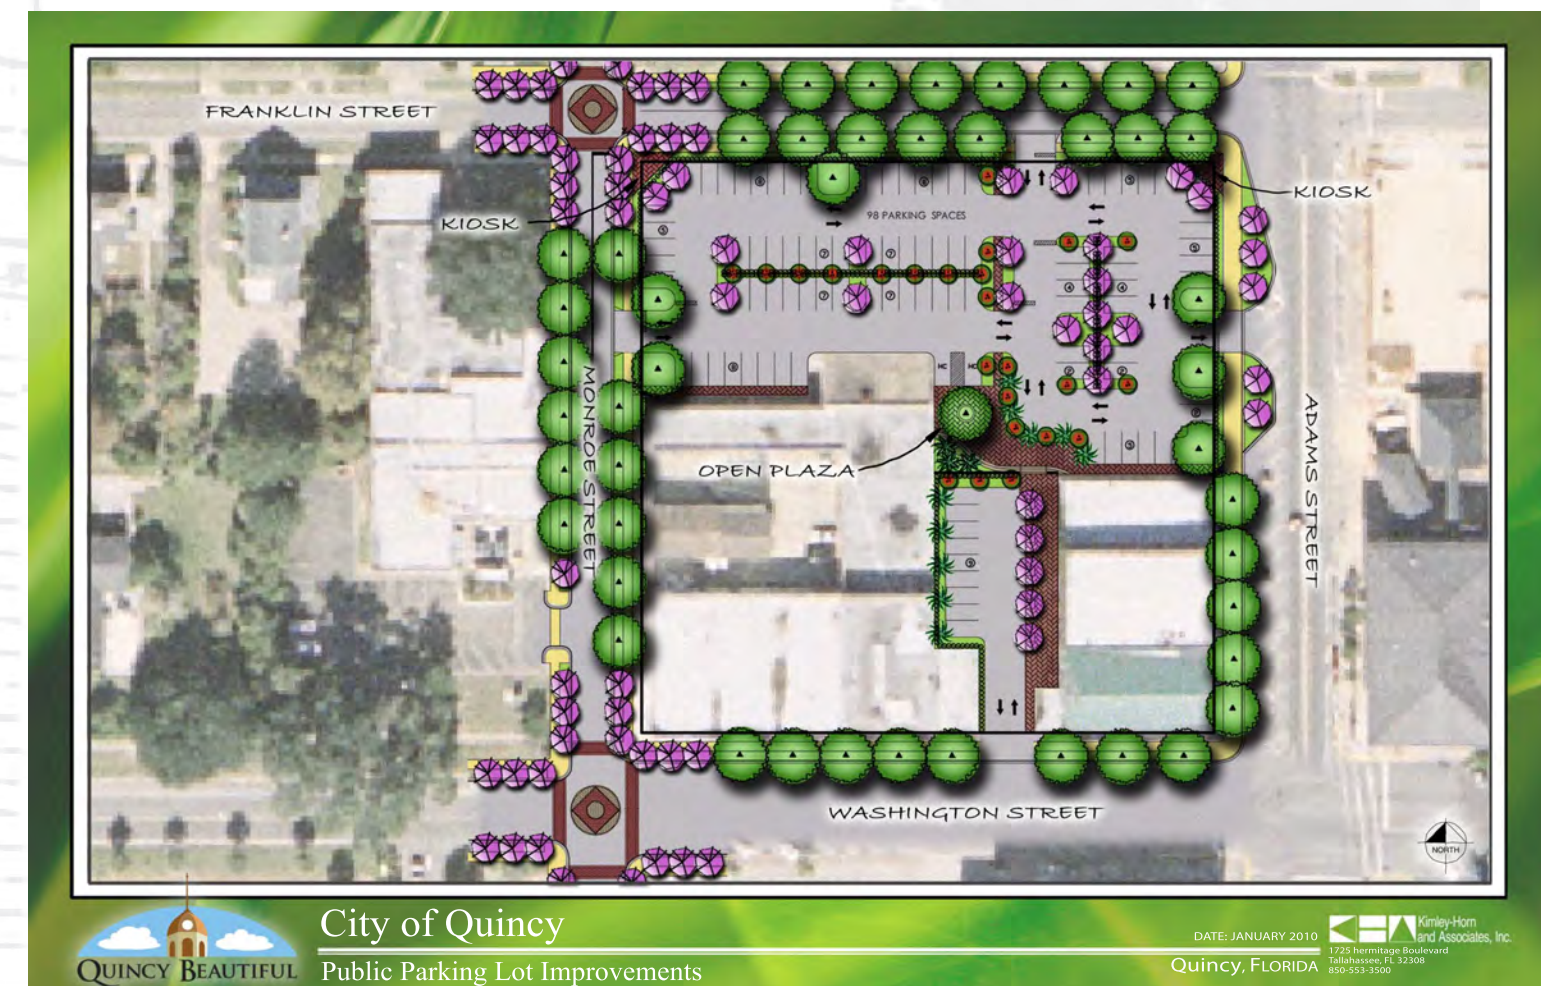 FRANKLIN STREET
KIOSK
KIOSK
98 PARKING SPACES
MONROE STREET
HC
HC
OPEN PLAZA
ADAMS STREET
WASHINGTON STREET
NORTH
City of Quincy
Public Parking Lot Improvements
QUINCY BEAUTIFUL
DATE: JANUARY 2010
Quincy, FLORIDA
Kimley-Horn
and Associates, Inc.
1725 hermitage Boulevard
Tallahassee, FL 32308
850-553-3500